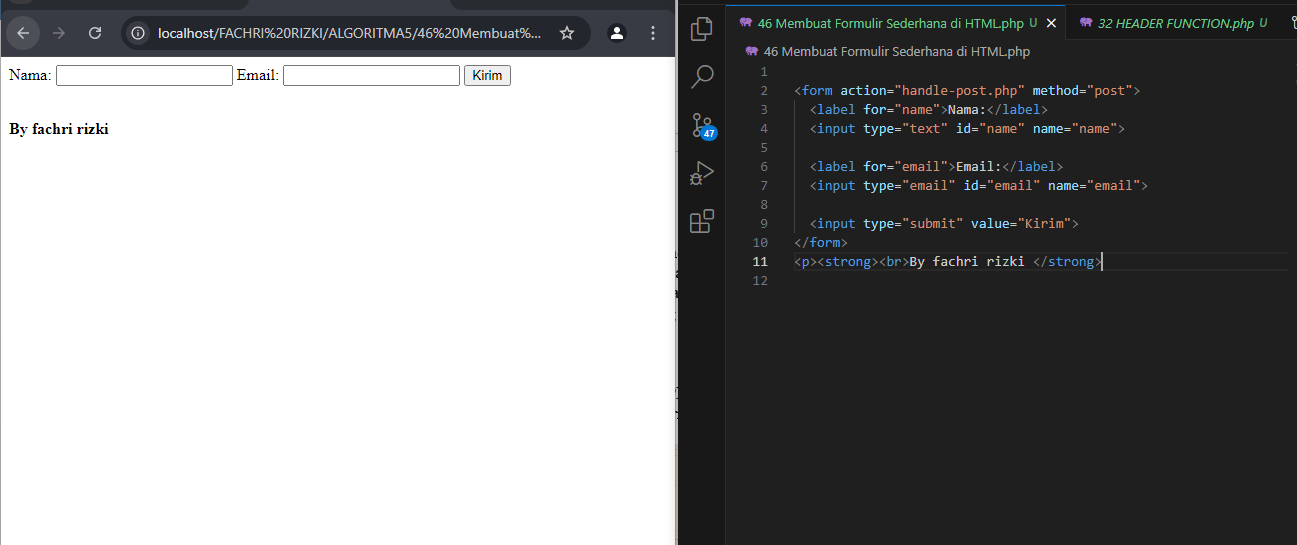 localhost/FACHRI%20RIZKI/ALGORITMA5/46%20Membuat%...
Nama: Email: Kirim
By fachri rizki
46 Membuat Formulir Sederhana di HTML.php U 32 HEADER FUNCTION.php U
46 Membuat Formulir Sederhana di HTML.php
47
1
2 <form action="handle-post.php" method="post">
3 <label for="name">Nama:</label>
4 <input type="text" id="name" name="name">
5
6 <label for="email">Email:</label>
7 <input type="email" id="email" name="email">
8
9 <input type="submit" value="Kirim">
10 </form>
11 <p><strong><br>By fachri rizki </strong>
12